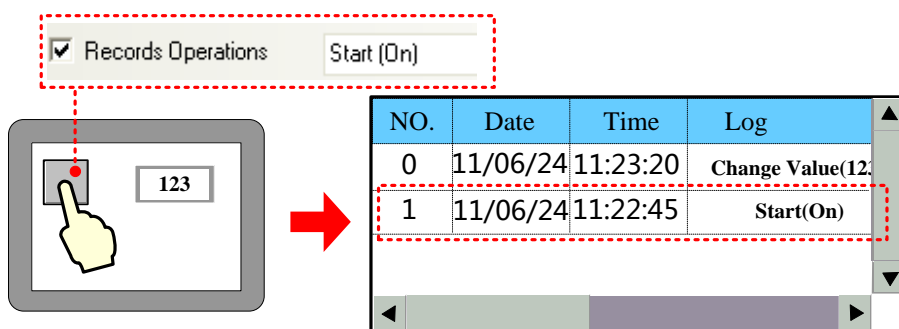 Records Operations Start (On)
NO. Date Time Log
0 11/06/24 11:23:20 Change Value(123
1 11/06/24 11:22:45 Start(On)
123